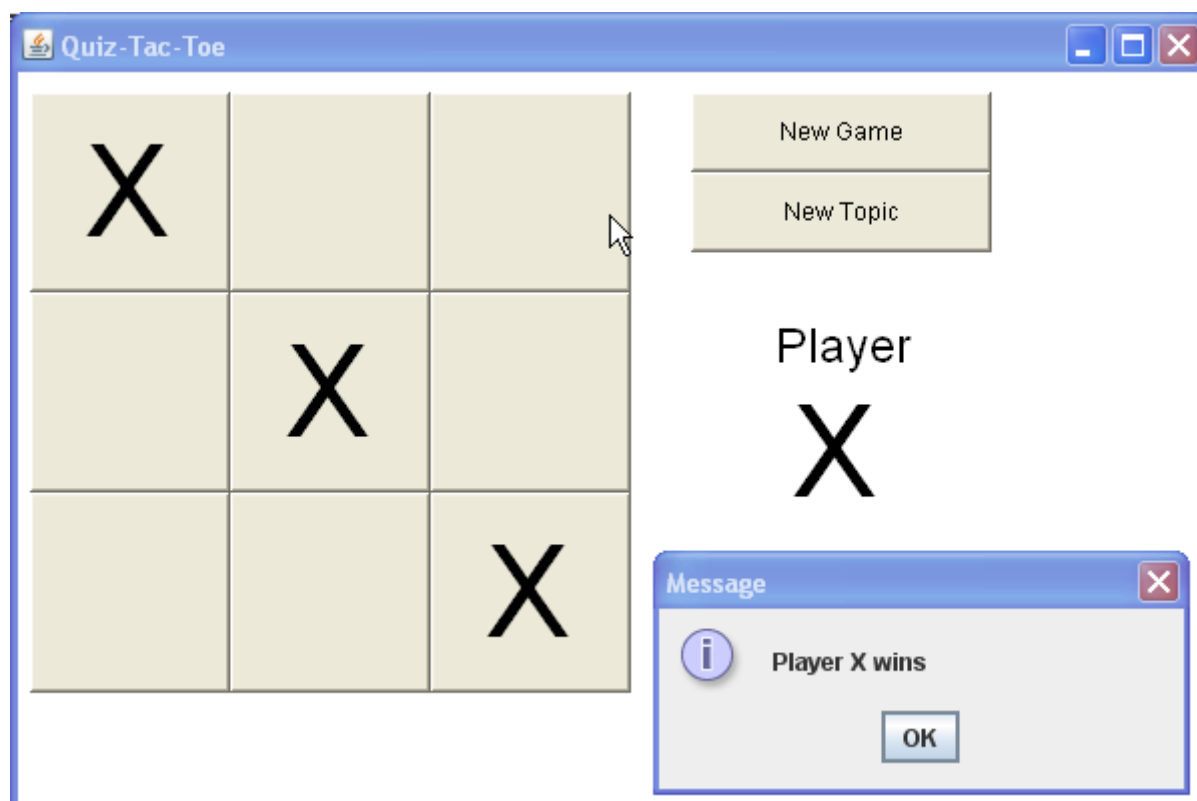 Quiz-Tac-Toe
X
X
X
New Game
New Topic
Player
X
Message
Player X wins
OK